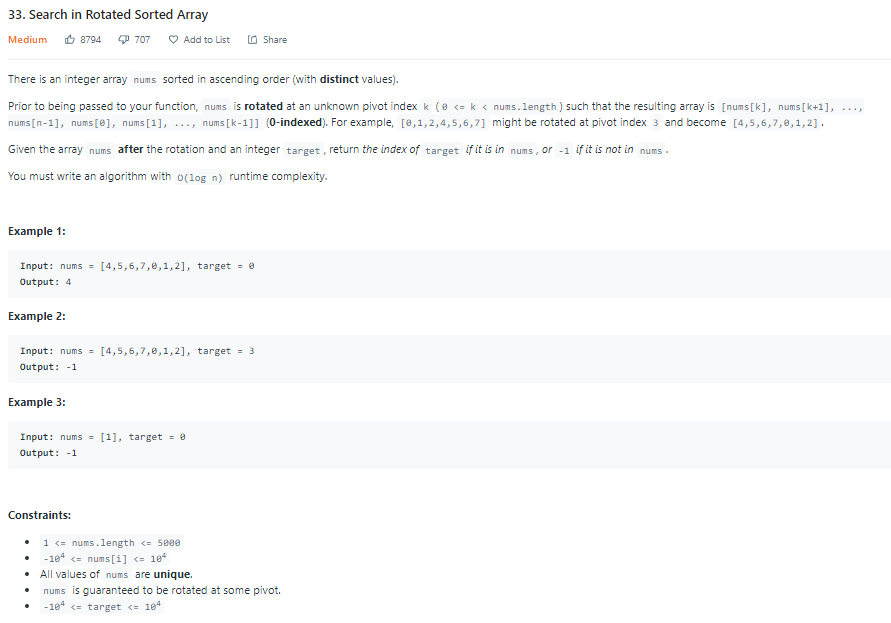 33. Search in Rotated Sorted Array
Medium 8794 707 Add to List Share
There is an integer array nums sorted in ascending order (with distinct values).
Prior to being passed to your function, nums is rotated at an unknown pivot index k (0 <= k < nums.length) such that the resulting array is [nums[k], nums[k+1], ...,
nums[n-1], nums[0], nums[1], ..., nums[k-1]] (0-indexed). For example, [0,1,2,4,5,6,7] might be rotated at pivot index 3 and become [4,5,6,7,0,1,2].
Given the array nums after the rotation and an integer target, return the index of target if it is in nums, or -1 if it is not in nums.
You must write an algorithm with O(log n) runtime complexity.
Example 1:
Input: nums = [4,5,6,7,0,1,2], target = 0
Output: 4
Example 2:
Input: nums = [4,5,6,7,0,1,2], target = 3
Output: -1
Example 3:
Input: nums = [1], target = 0
Output: -1
Constraints:
• 1 <= nums.length <= 5000
• -10⁴ <= nums[i] <= 10⁴
• All values of nums are unique.
• nums is guaranteed to be rotated at some pivot.
• -10⁴ <= target <= 10⁴